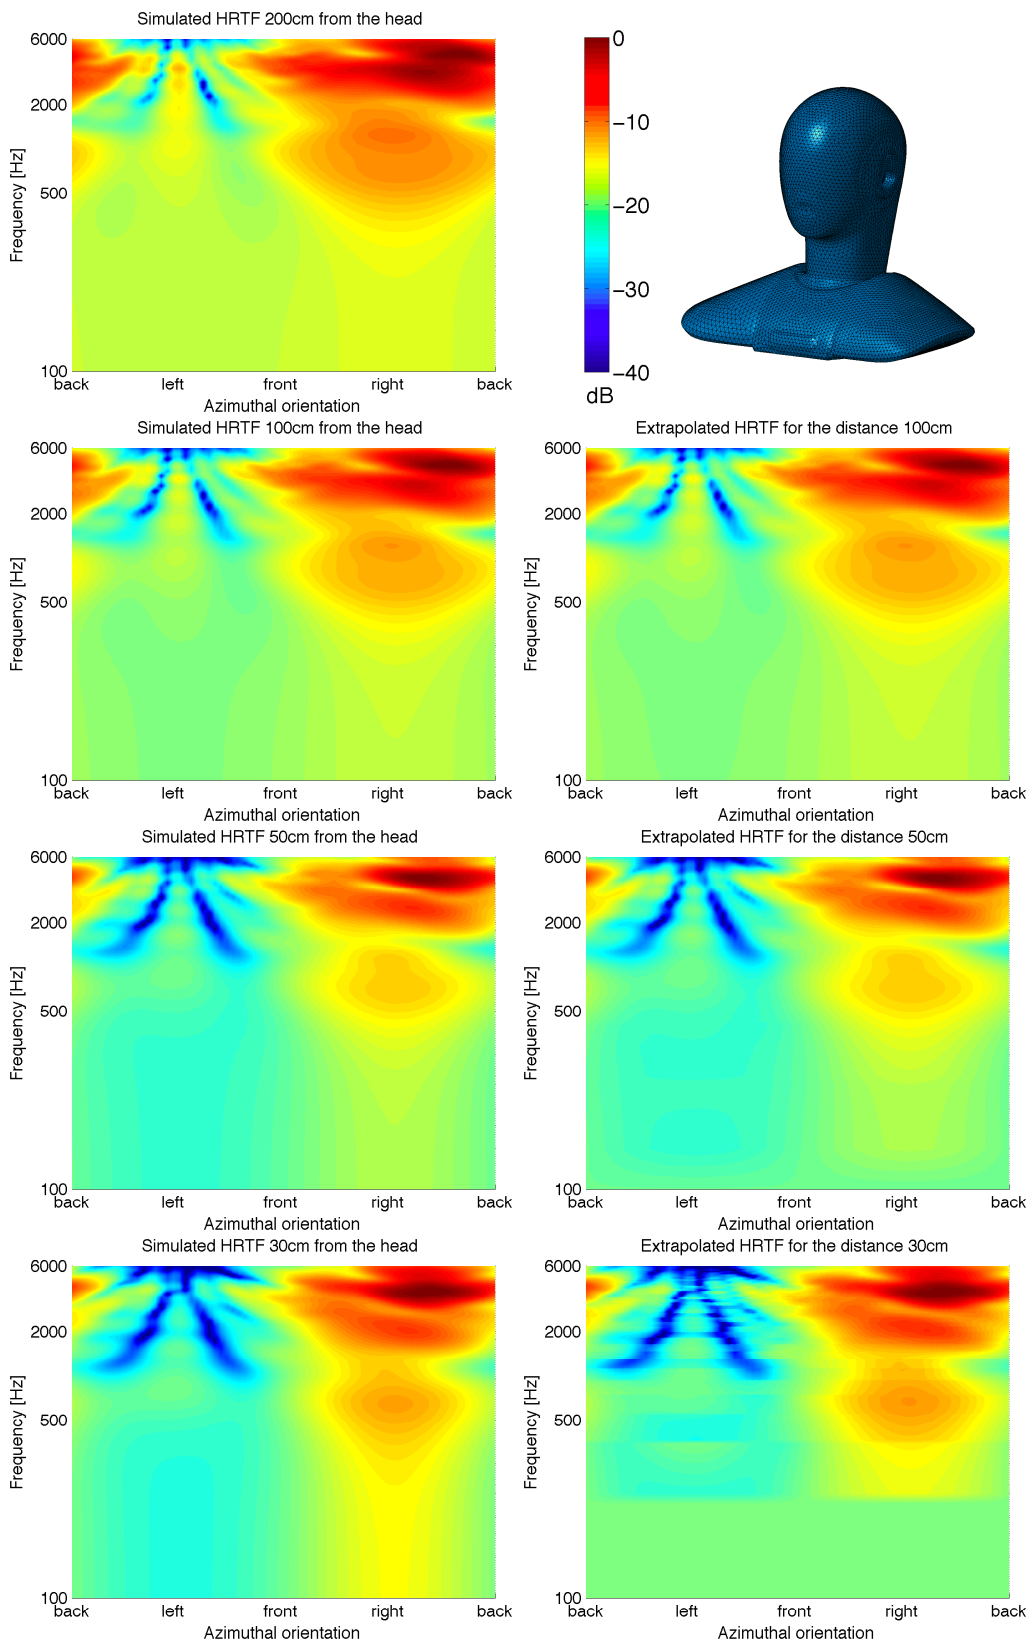 Simulated HRTF 200cm from the head
6000
2000
500
100
Frequency [Hz]
back left front right back
Azimuthal orientation
0
−10
−20
−30
−40
dB
Simulated HRTF 100cm from the head
6000
2000
500
100
Frequency [Hz]
back left front right back
Azimuthal orientation
Extrapolated HRTF for the distance 100cm
6000
2000
500
100
Frequency [Hz]
back left front right back
Azimuthal orientation
Simulated HRTF 50cm from the head
6000
2000
500
100
Frequency [Hz]
back left front right back
Azimuthal orientation
Extrapolated HRTF for the distance 50cm
6000
2000
500
100
Frequency [Hz]
back left front right back
Azimuthal orientation
Simulated HRTF 30cm from the head
6000
2000
500
100
Frequency [Hz]
back left front right back
Azimuthal orientation
Extrapolated HRTF for the distance 30cm
6000
2000
500
100
Frequency [Hz]
back left front right back
Azimuthal orientation